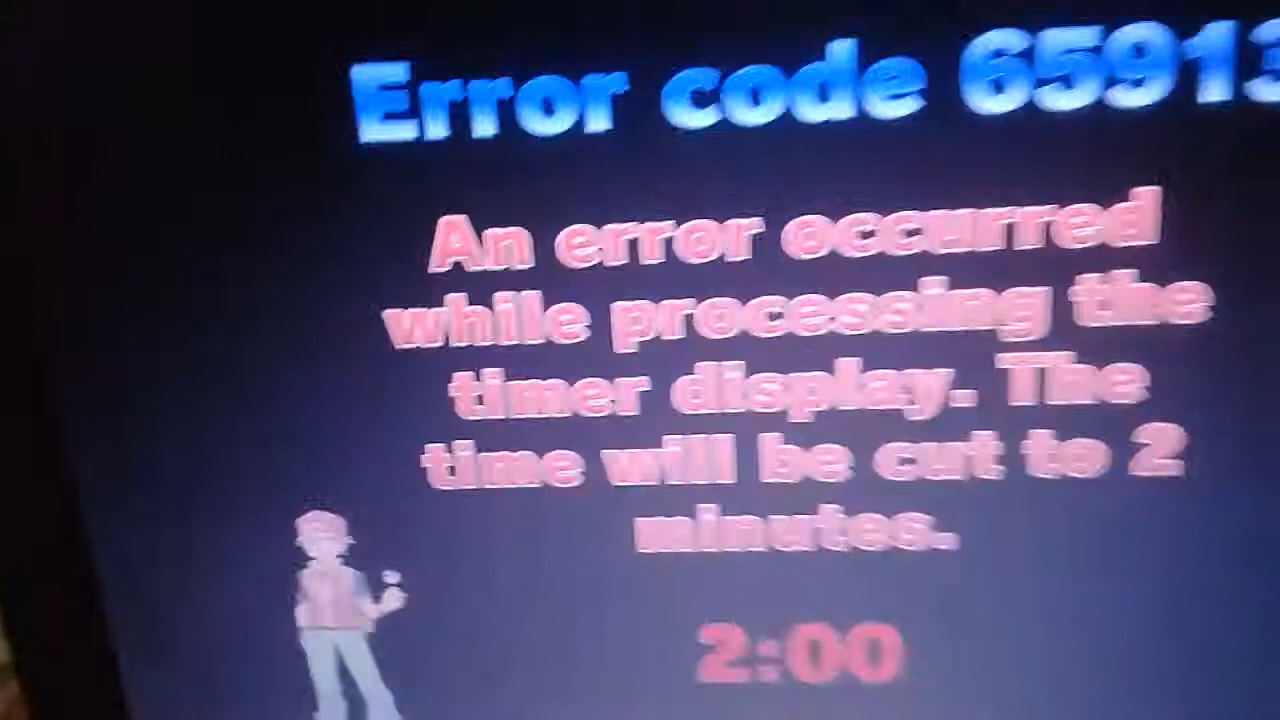 Error code 65913
An error occurred
while processing the
timer display. The
time will be cut to 2
minutes.
2:00